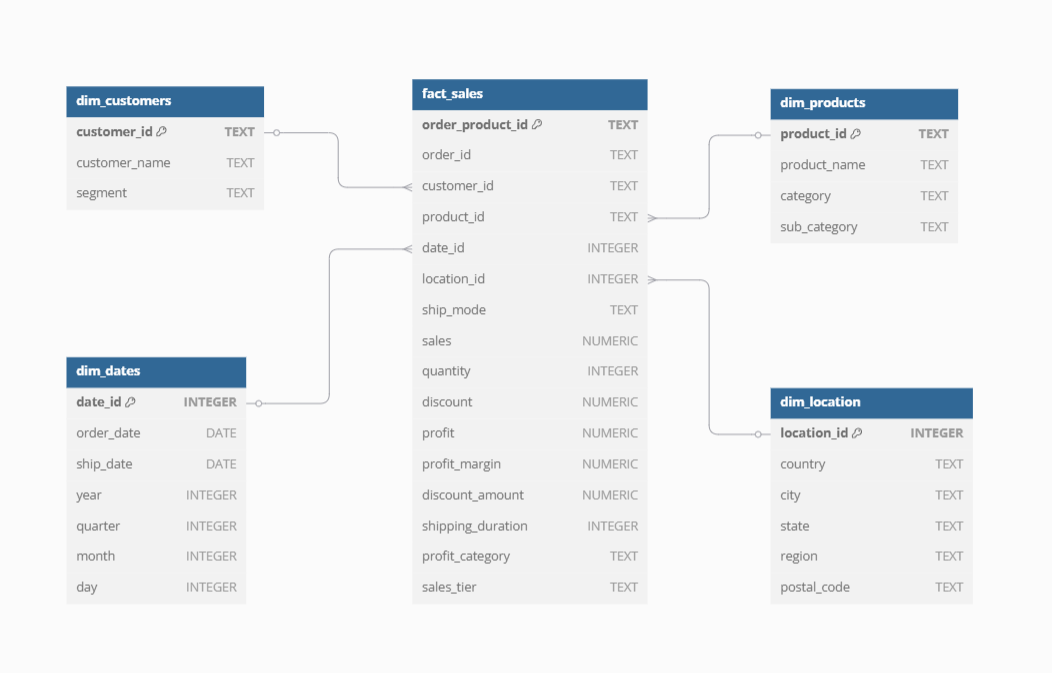 dim_customers
customer_id TEXT
customer_name TEXT
segment TEXT
fact_sales
order_product_id TEXT
order_id TEXT
customer_id TEXT
product_id TEXT
date_id INTEGER
location_id INTEGER
ship_mode TEXT
sales NUMERIC
quantity INTEGER
discount NUMERIC
profit NUMERIC
profit_margin NUMERIC
discount_amount NUMERIC
shipping_duration INTEGER
profit_category TEXT
sales_tier TEXT
dim_products
product_id TEXT
product_name TEXT
category TEXT
sub_category TEXT
dim_dates
date_id INTEGER
order_date DATE
ship_date DATE
year INTEGER
quarter INTEGER
month INTEGER
day INTEGER
dim_location
location_id INTEGER
country TEXT
city TEXT
state TEXT
region TEXT
postal_code TEXT